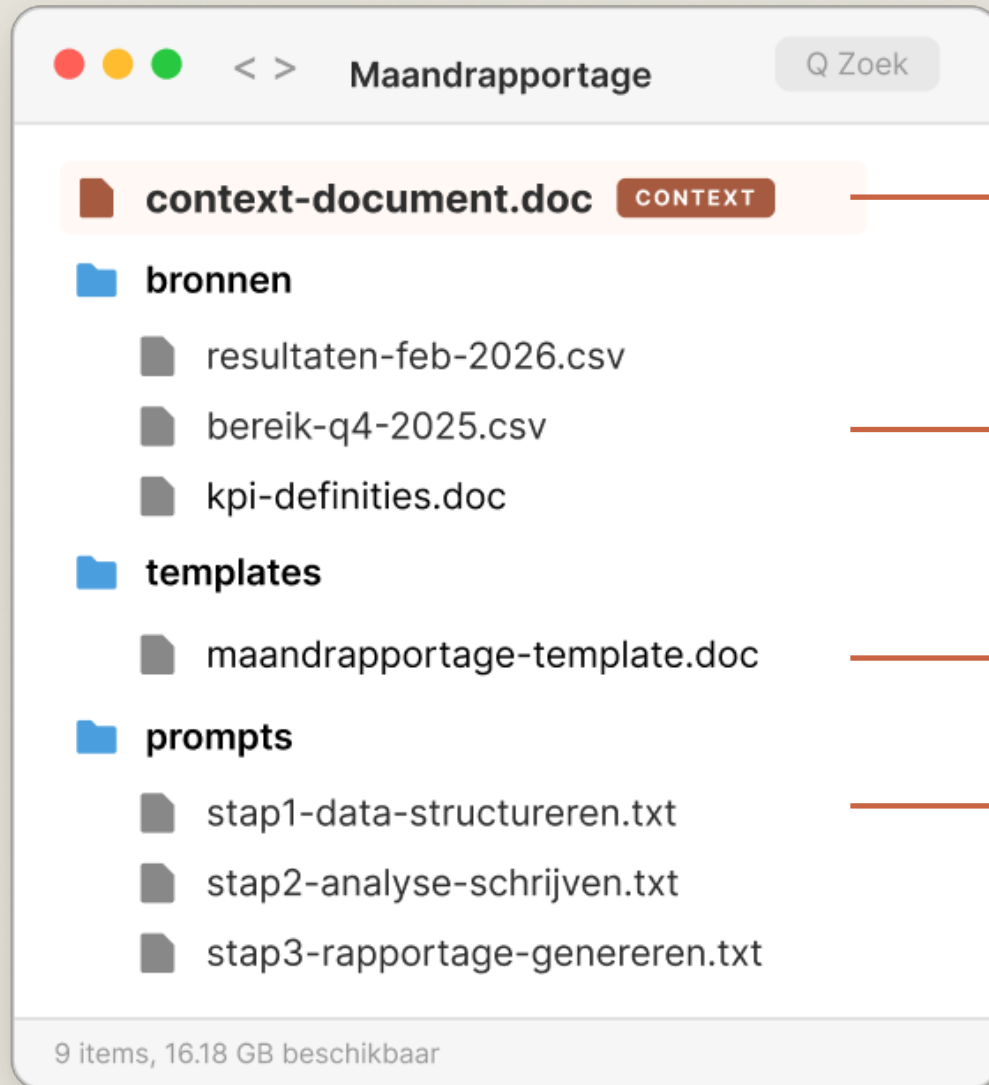 < > Maandrapportage Q Zoek
context-document.doc CONTEXT
bronnen
resultaten-feb-2026.csv
bereik-q4-2025.csv
kpi-definities.doc
templates
maandrapportage-template.doc
prompts
stap1-data-structureren.txt
stap2-analyse-schrijven.txt
stap3-rapportage-genereren.txt
9 items, 16.18 GB beschikbaar